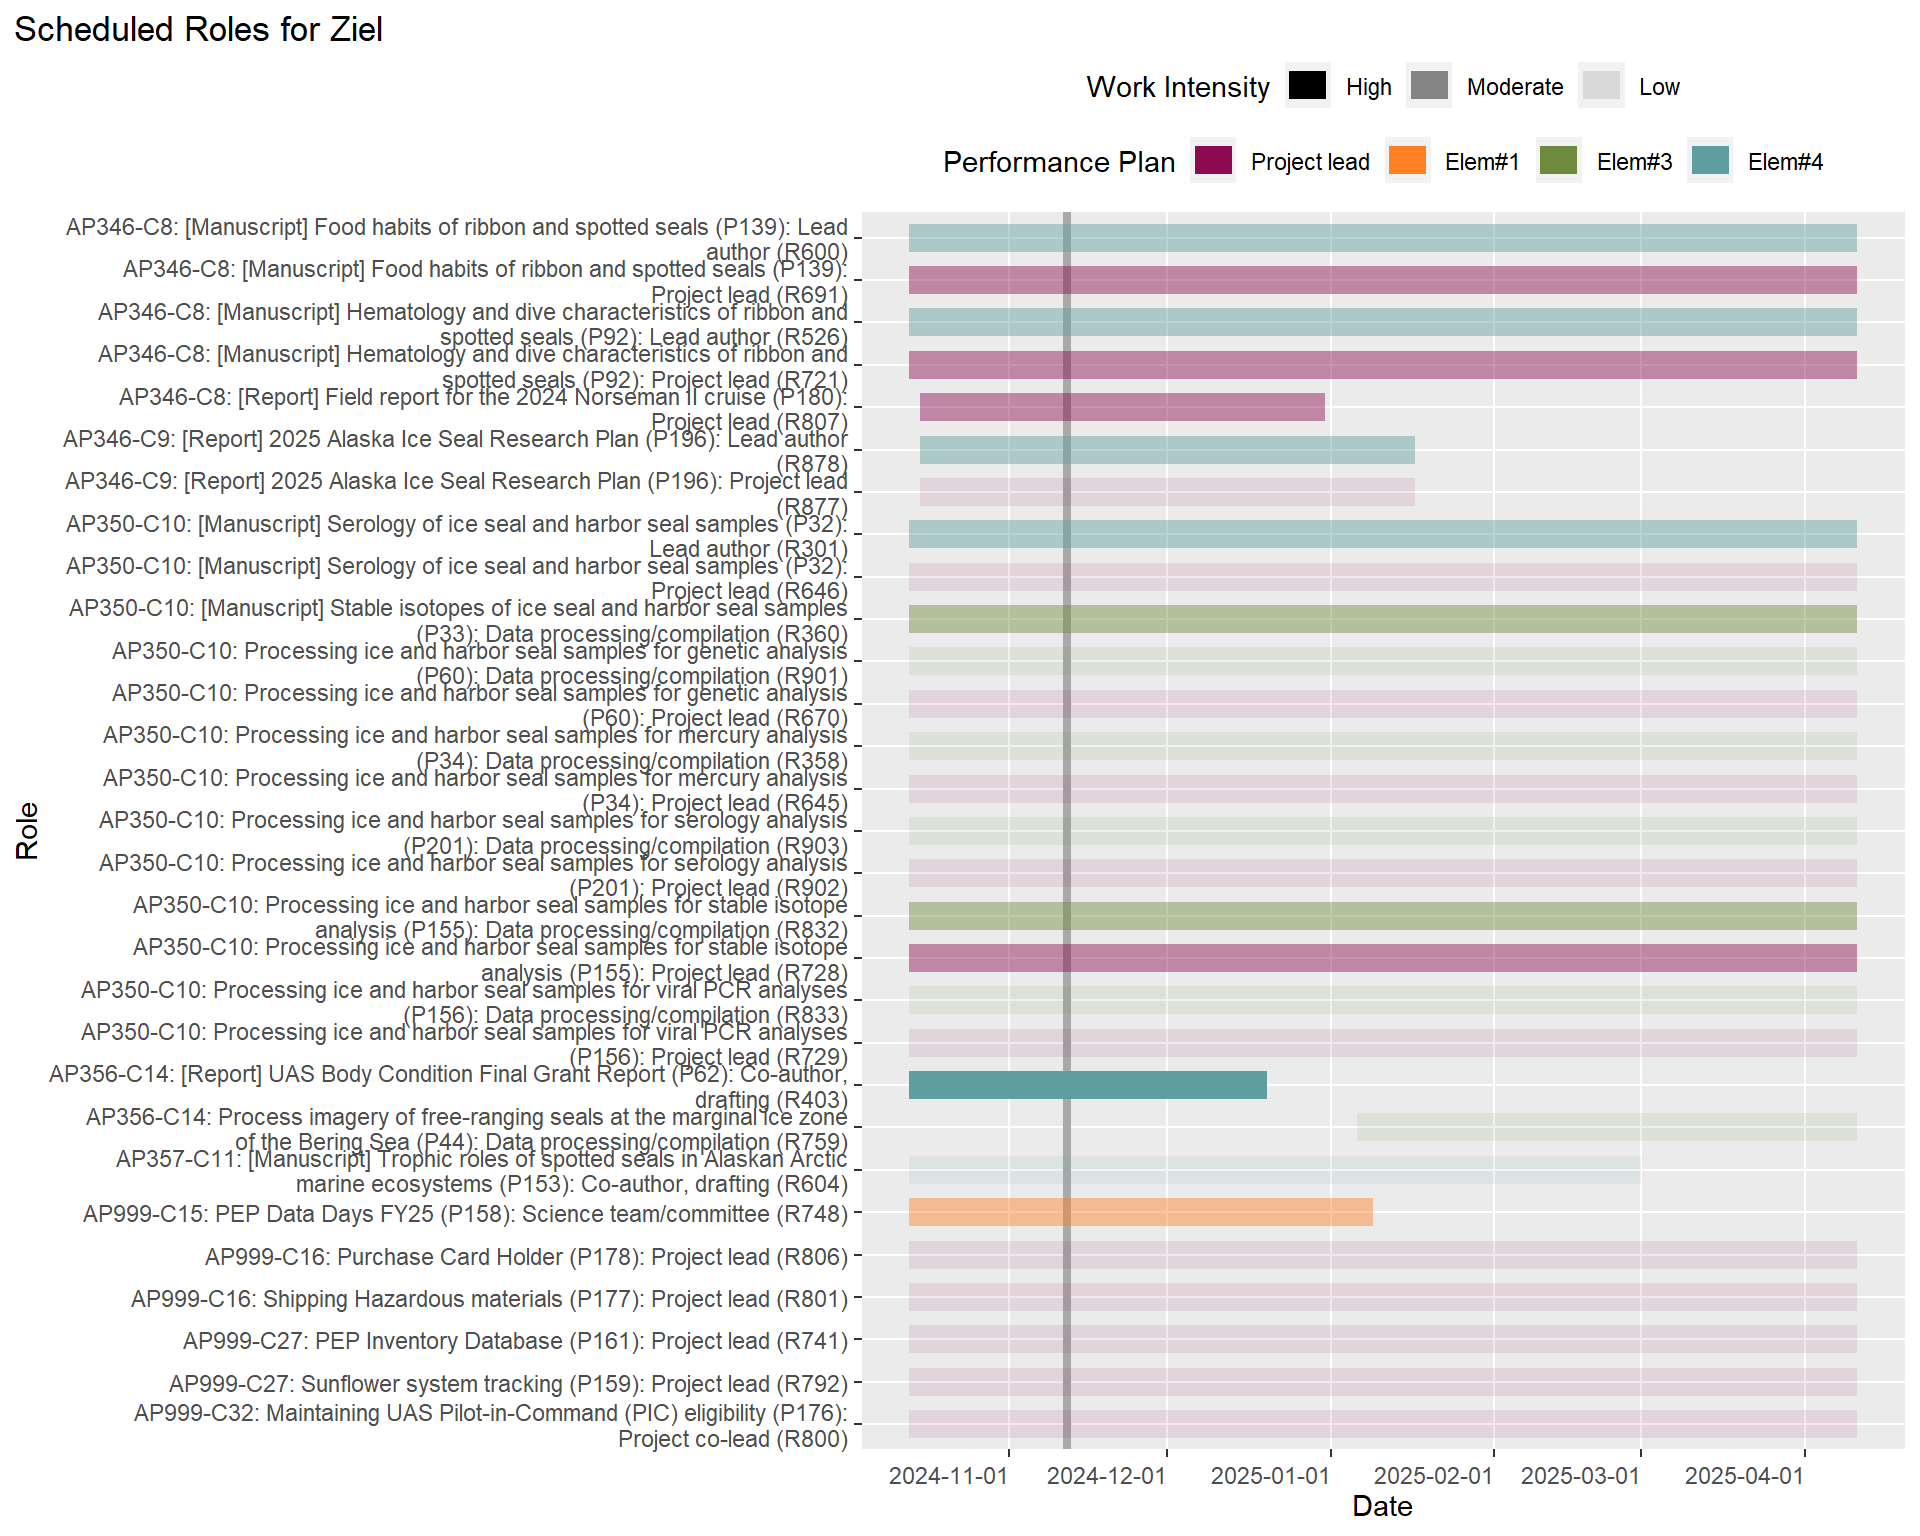 Scheduled Roles for Ziel
Work Intensity High Moderate Low
Performance Plan Project lead Elem#1 Elem#3 Elem#4
AP346-C8: [Manuscript] Food habits of ribbon and spotted seals (P139): Lead
author (R600)
AP346-C8: [Manuscript] Food habits of ribbon and spotted seals (P139):
Project lead (R691)
AP346-C8: [Manuscript] Hematology and dive characteristics of ribbon and
spotted seals (P92): Lead author (R526)
AP346-C8: [Manuscript] Hematology and dive characteristics of ribbon and
spotted seals (P92): Project lead (R721)
AP346-C8: [Report] Field report for the 2024 Norseman II cruise (P180):
Project lead (R807)
AP346-C9: [Report] 2025 Alaska Ice Seal Research Plan (P196): Lead author
(R878)
AP346-C9: [Report] 2025 Alaska Ice Seal Research Plan (P196): Project lead
(R877)
AP350-C10: [Manuscript] Serology of ice seal and harbor seal samples (P32):
Lead author (R301)
AP350-C10: [Manuscript] Serology of ice seal and harbor seal samples (P32):
Project lead (R646)
AP350-C10: [Manuscript] Stable isotopes of ice seal and harbor seal samples
(P33): Data processing/compilation (R360)
AP350-C10: Processing ice and harbor seal samples for genetic analysis
(P60): Data processing/compilation (R901)
AP350-C10: Processing ice and harbor seal samples for genetic analysis
(P60): Project lead (R670)
AP350-C10: Processing ice and harbor seal samples for mercury analysis
(P34): Data processing/compilation (R358)
AP350-C10: Processing ice and harbor seal samples for mercury analysis
(P34): Project lead (R645)
AP350-C10: Processing ice and harbor seal samples for serology analysis
(P201): Data processing/compilation (R903)
AP350-C10: Processing ice and harbor seal samples for serology analysis
(P201): Project lead (R902)
AP350-C10: Processing ice and harbor seal samples for stable isotope
analysis (P155): Data processing/compilation (R832)
AP350-C10: Processing ice and harbor seal samples for stable isotope
analysis (P155): Project lead (R728)
AP350-C10: Processing ice and harbor seal samples for viral PCR analyses
(P156): Data processing/compilation (R833)
AP350-C10: Processing ice and harbor seal samples for viral PCR analyses
(P156): Project lead (R729)
AP356-C14: [Report] UAS Body Condition Final Grant Report (P62): Co-author,
drafting (R403)
AP356-C14: Process imagery of free-ranging seals at the marginal ice zone
of the Bering Sea (P44): Data processing/compilation (R759)
AP357-C11: [Manuscript] Trophic roles of spotted seals in Alaskan Arctic
marine ecosystems (P153): Co-author, drafting (R604)
AP999-C15: PEP Data Days FY25 (P158): Science team/committee (R748)
AP999-C16: Purchase Card Holder (P178): Project lead (R806)
AP999-C16: Shipping Hazardous materials (P177): Project lead (R801)
AP999-C27: PEP Inventory Database (P161): Project lead (R741)
AP999-C27: Sunflower system tracking (P159): Project lead (R792)
AP999-C32: Maintaining UAS Pilot-in-Command (PIC) eligibility (P176):
Project co-lead (R800)
Role
2024-11-01 2024-12-01 2025-01-01 2025-02-01 2025-03-01 2025-04-01
Date